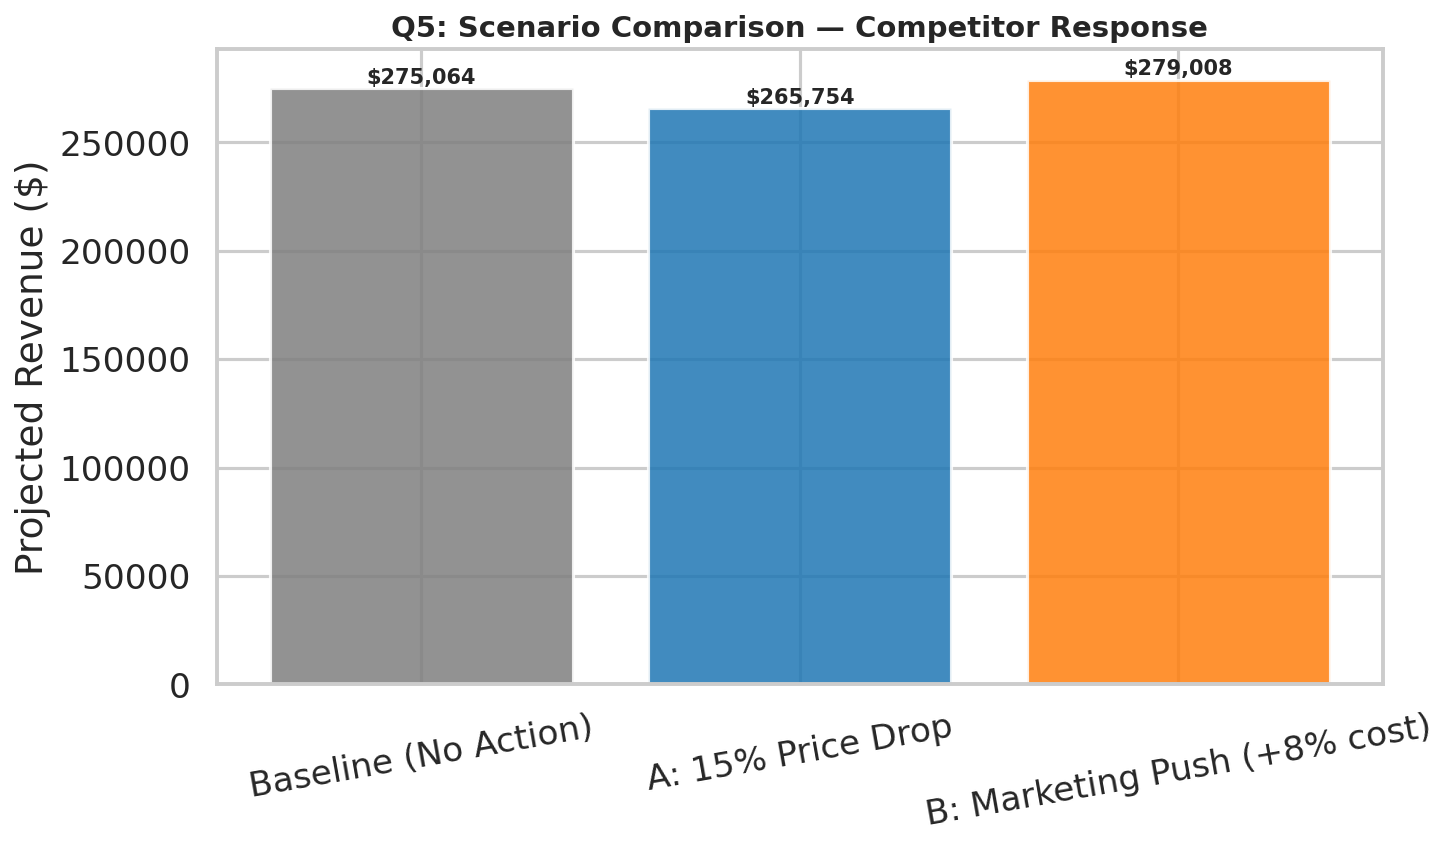 Q5: Scenario Comparison — Competitor Response
$275,064
$265,754
$279,008
Projected Revenue ($)
250000
200000
150000
100000
50000
0
Baseline (No Action)
A: 15% Price Drop
B: Marketing Push (+8% cost)